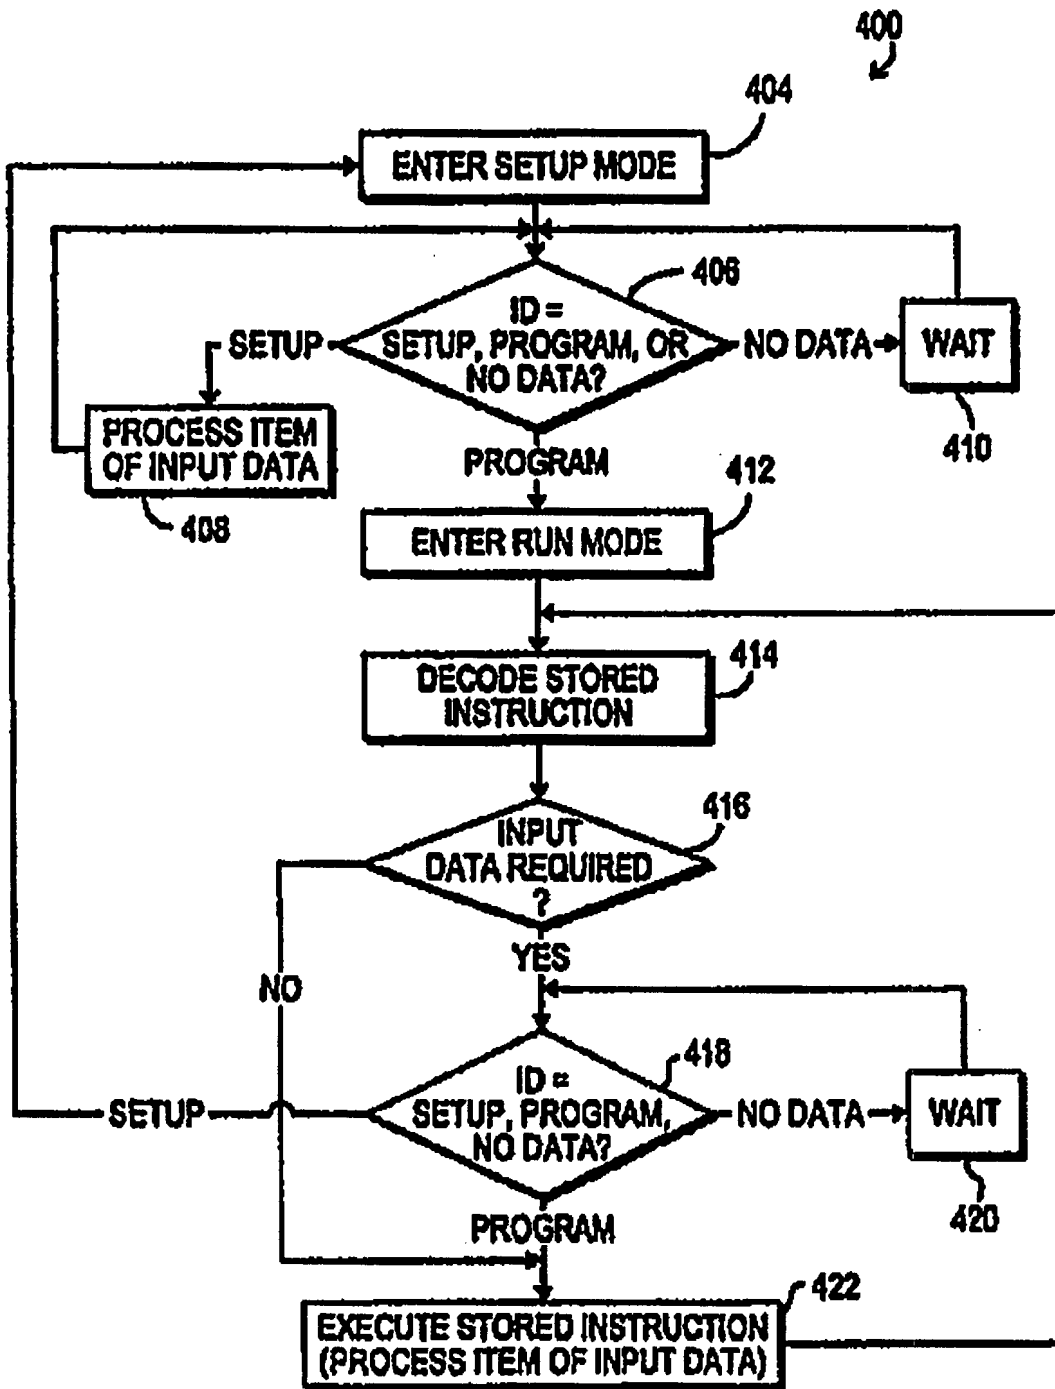 400
404
ENTER SETUP MODE
406
ID =
SETUP, PROGRAM, OR
NO DATA?
SETUP
NO DATA
WAIT
410
PROCESS ITEM
OF INPUT DATA
408
PROGRAM
412
ENTER RUN MODE
414
DECODE STORED
INSTRUCTION
416
INPUT
DATA REQUIRED
?
YES
NO
418
ID =
SETUP, PROGRAM,
NO DATA?
SETUP
NO DATA
WAIT
420
PROGRAM
422
EXECUTE STORED INSTRUCTION
(PROCESS ITEM OF INPUT DATA)